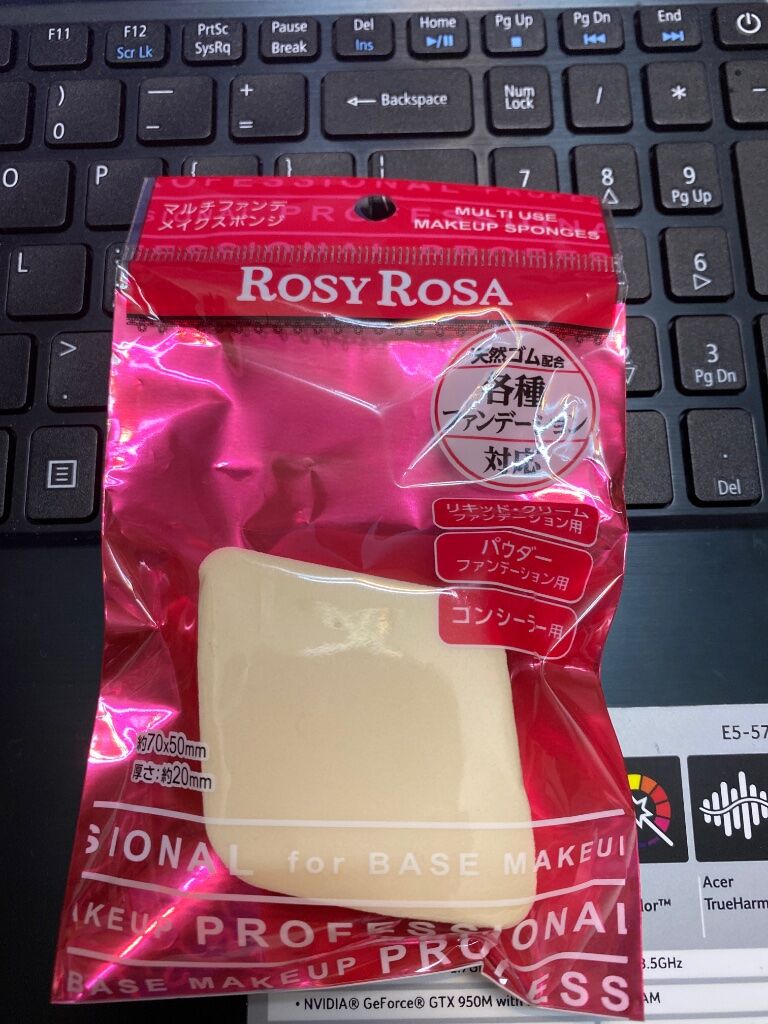 F11
F12
Scr Lk
PrtSc
SysRq
Pause
Break
Del
Ins
Home
Pg Up
Pg Dn
End
)
0
—
-
+
=
Backspace
Num
Lock
/
*
-
O
P
{
}
|
7
8
9
Pg Up
L
6
>
.
3
Pg Dn
.
Del
マルチファンデ
メイクスポンジ
MULTI USE
MAKEUP SPONGES
ROSY ROSA
天然ゴム配合
各種
ファンデーション
対応
リキッド・クリーム
ファンデーション用
パウダー
ファンデーション用
コンシーラー用
約70x50mm
厚さ:約20mm
SIONAL for BASE MAKEU
KEUP PROFESSIONAL
BASE MAKEUP PROFESS
E5-57
Acer
TrueHarm
3.5GHz
• NVIDIA® GeForce® GTX 950M with